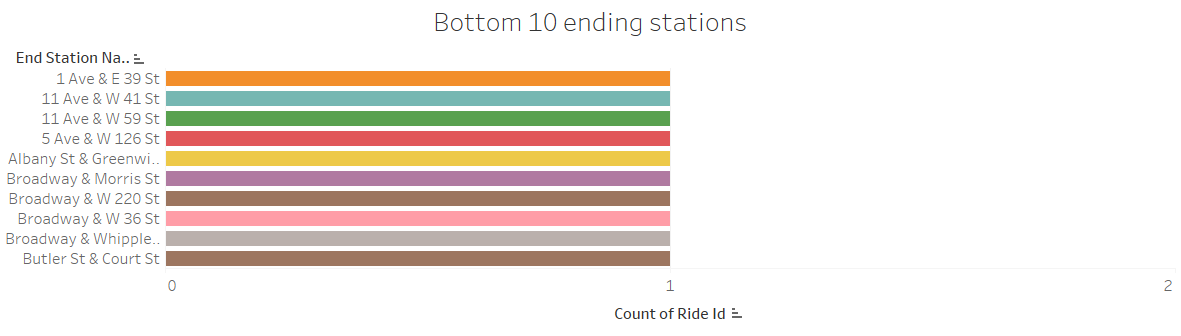 Bottom 10 ending stations
End Station Na..
1 Ave & E 39 St
11 Ave & W 41 St
11 Ave & W 59 St
5 Ave & W 126 St
Albany St & Greenwi..
Broadway & Morris St
Broadway & W 220 St
Broadway & W 36 St
Broadway & Whipple..
Butler St & Court St
0 1 2
Count of Ride Id